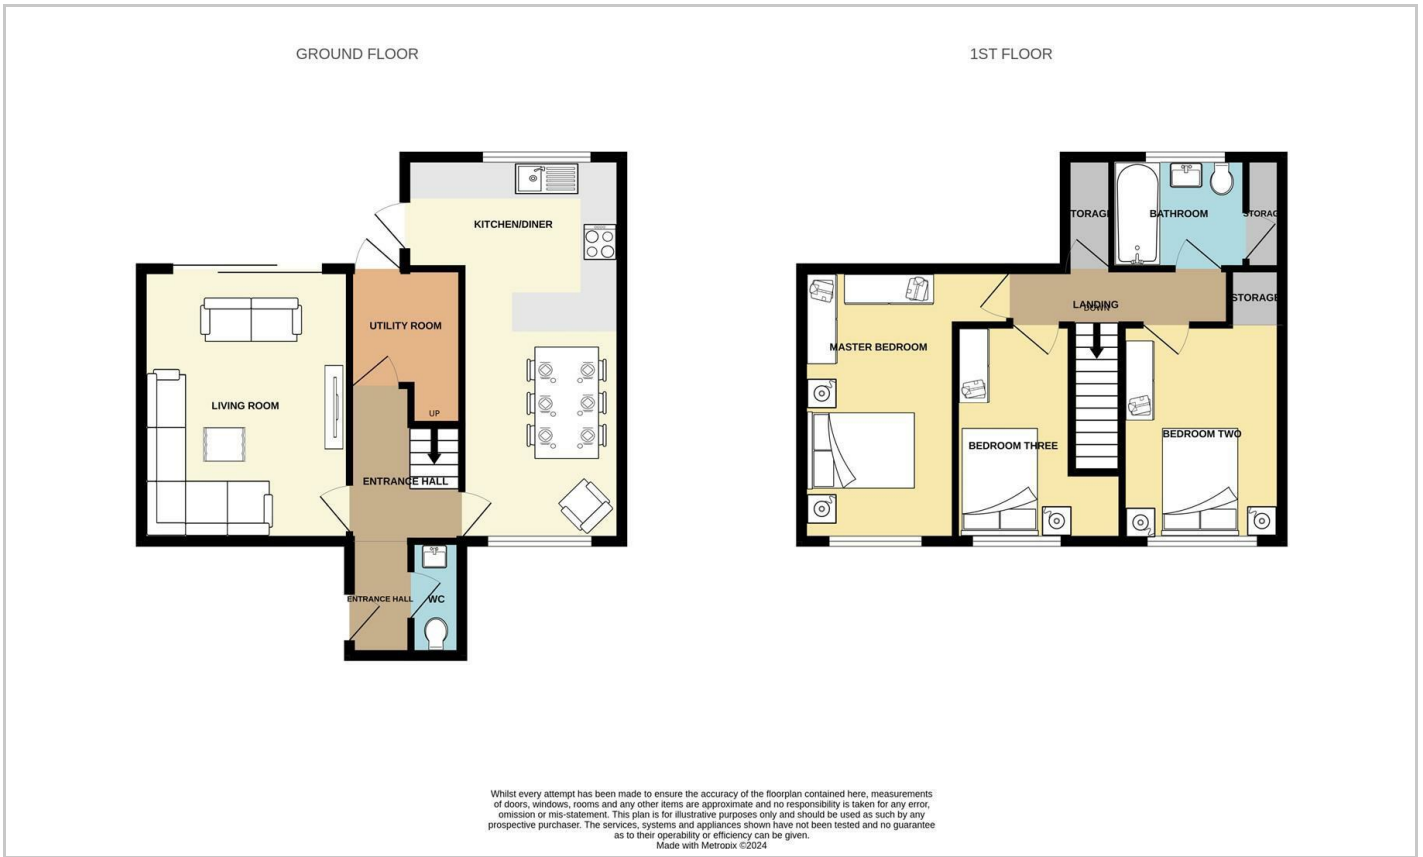 GROUND FLOOR
KITCHEN/DINER
UTILITY ROOM
LIVING ROOM
UP
ENTRANCE HALL
ENTRANCE HALL
WC
1ST FLOOR
TORAGE
BATHROOM
STORAG
STORAGE
LANDING
DOWN
MASTER BEDROOM
BEDROOM THREE
BEDROOM TWO
Whilst every attempt has been made to ensure the accuracy of the floorplan contained here, measurements
of doors, windows, rooms and any other items are approximate and no responsibility is taken for any error,
omission or mis-statement. This plan is for illustrative purposes only and should be used as such by any
prospective purchaser. The services, systems and appliances shown have not been tested and no guarantee
as to their operability or efficiency can be given.
Made with Metropix ©2024